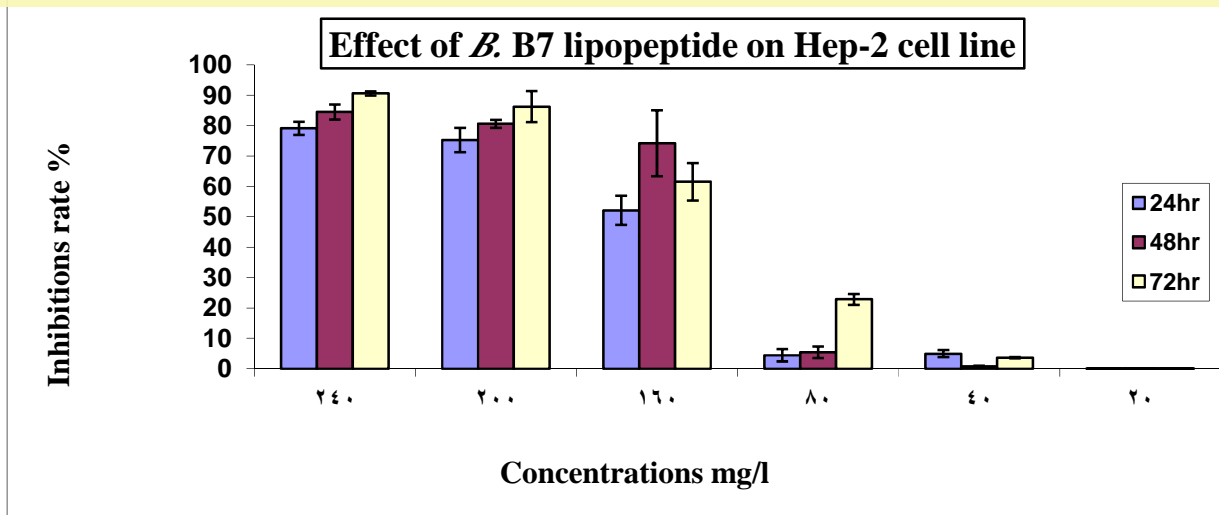 Effect of B. B7 lipopeptide on Hep-2 cell line
Inhibitions rate %
100
90
80
70
60
50
40
30
20
10
0
٢٤٠ ٢٠٠ ١٦٠ ٨٠ ٤٠ ٢٠
Concentrations mg/l
24hr
48hr
72hr